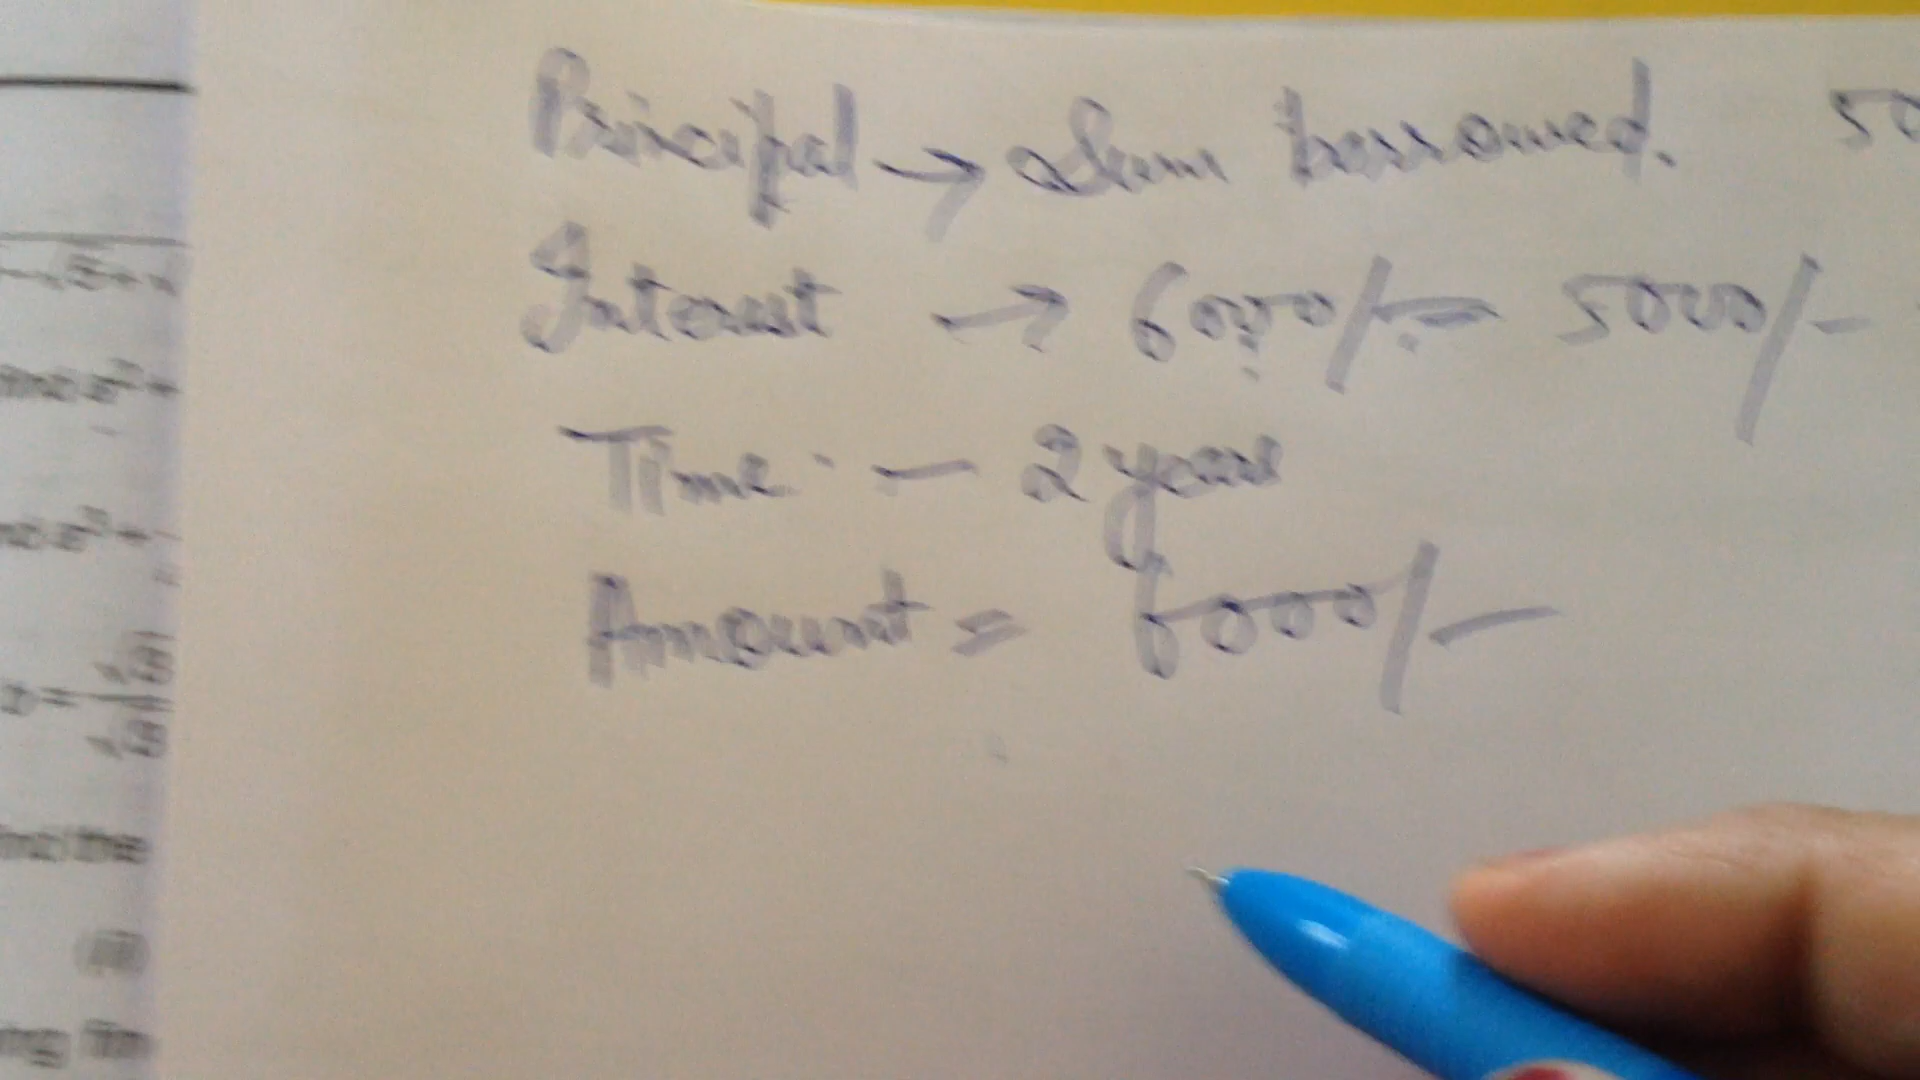 Principal → Sum borrowed. 50
Interest → 6000/- = 5000/-
Time - 2 years
Amount = 6000/-